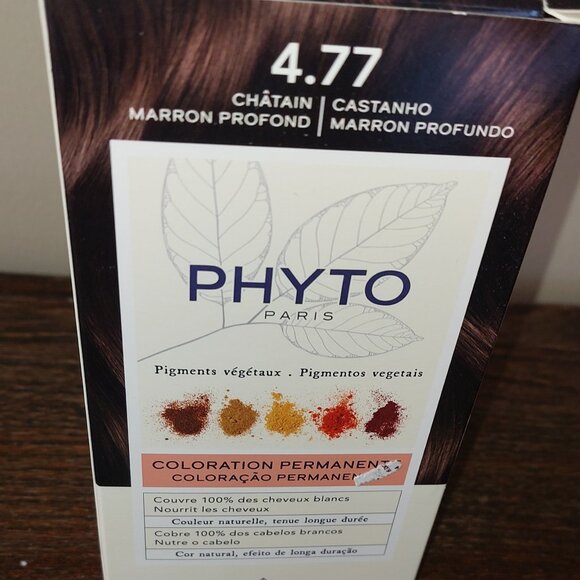 4.77
CHÂTAIN
MARRON PROFOND
CASTANHO
MARRON PROFUNDO
PHYTO
PARIS
Pigments végétaux . Pigmentos vegetais
COLORATION PERMANENT
COLORAÇÃO PERMANEN
Couvre 100% des cheveux blancs
Nourrit les cheveux
Couleur naturelle, tenue longue durée
Cobre 100% dos cabelos brancos
Nutre o cabelo
Cor natural, efeito de longa duração